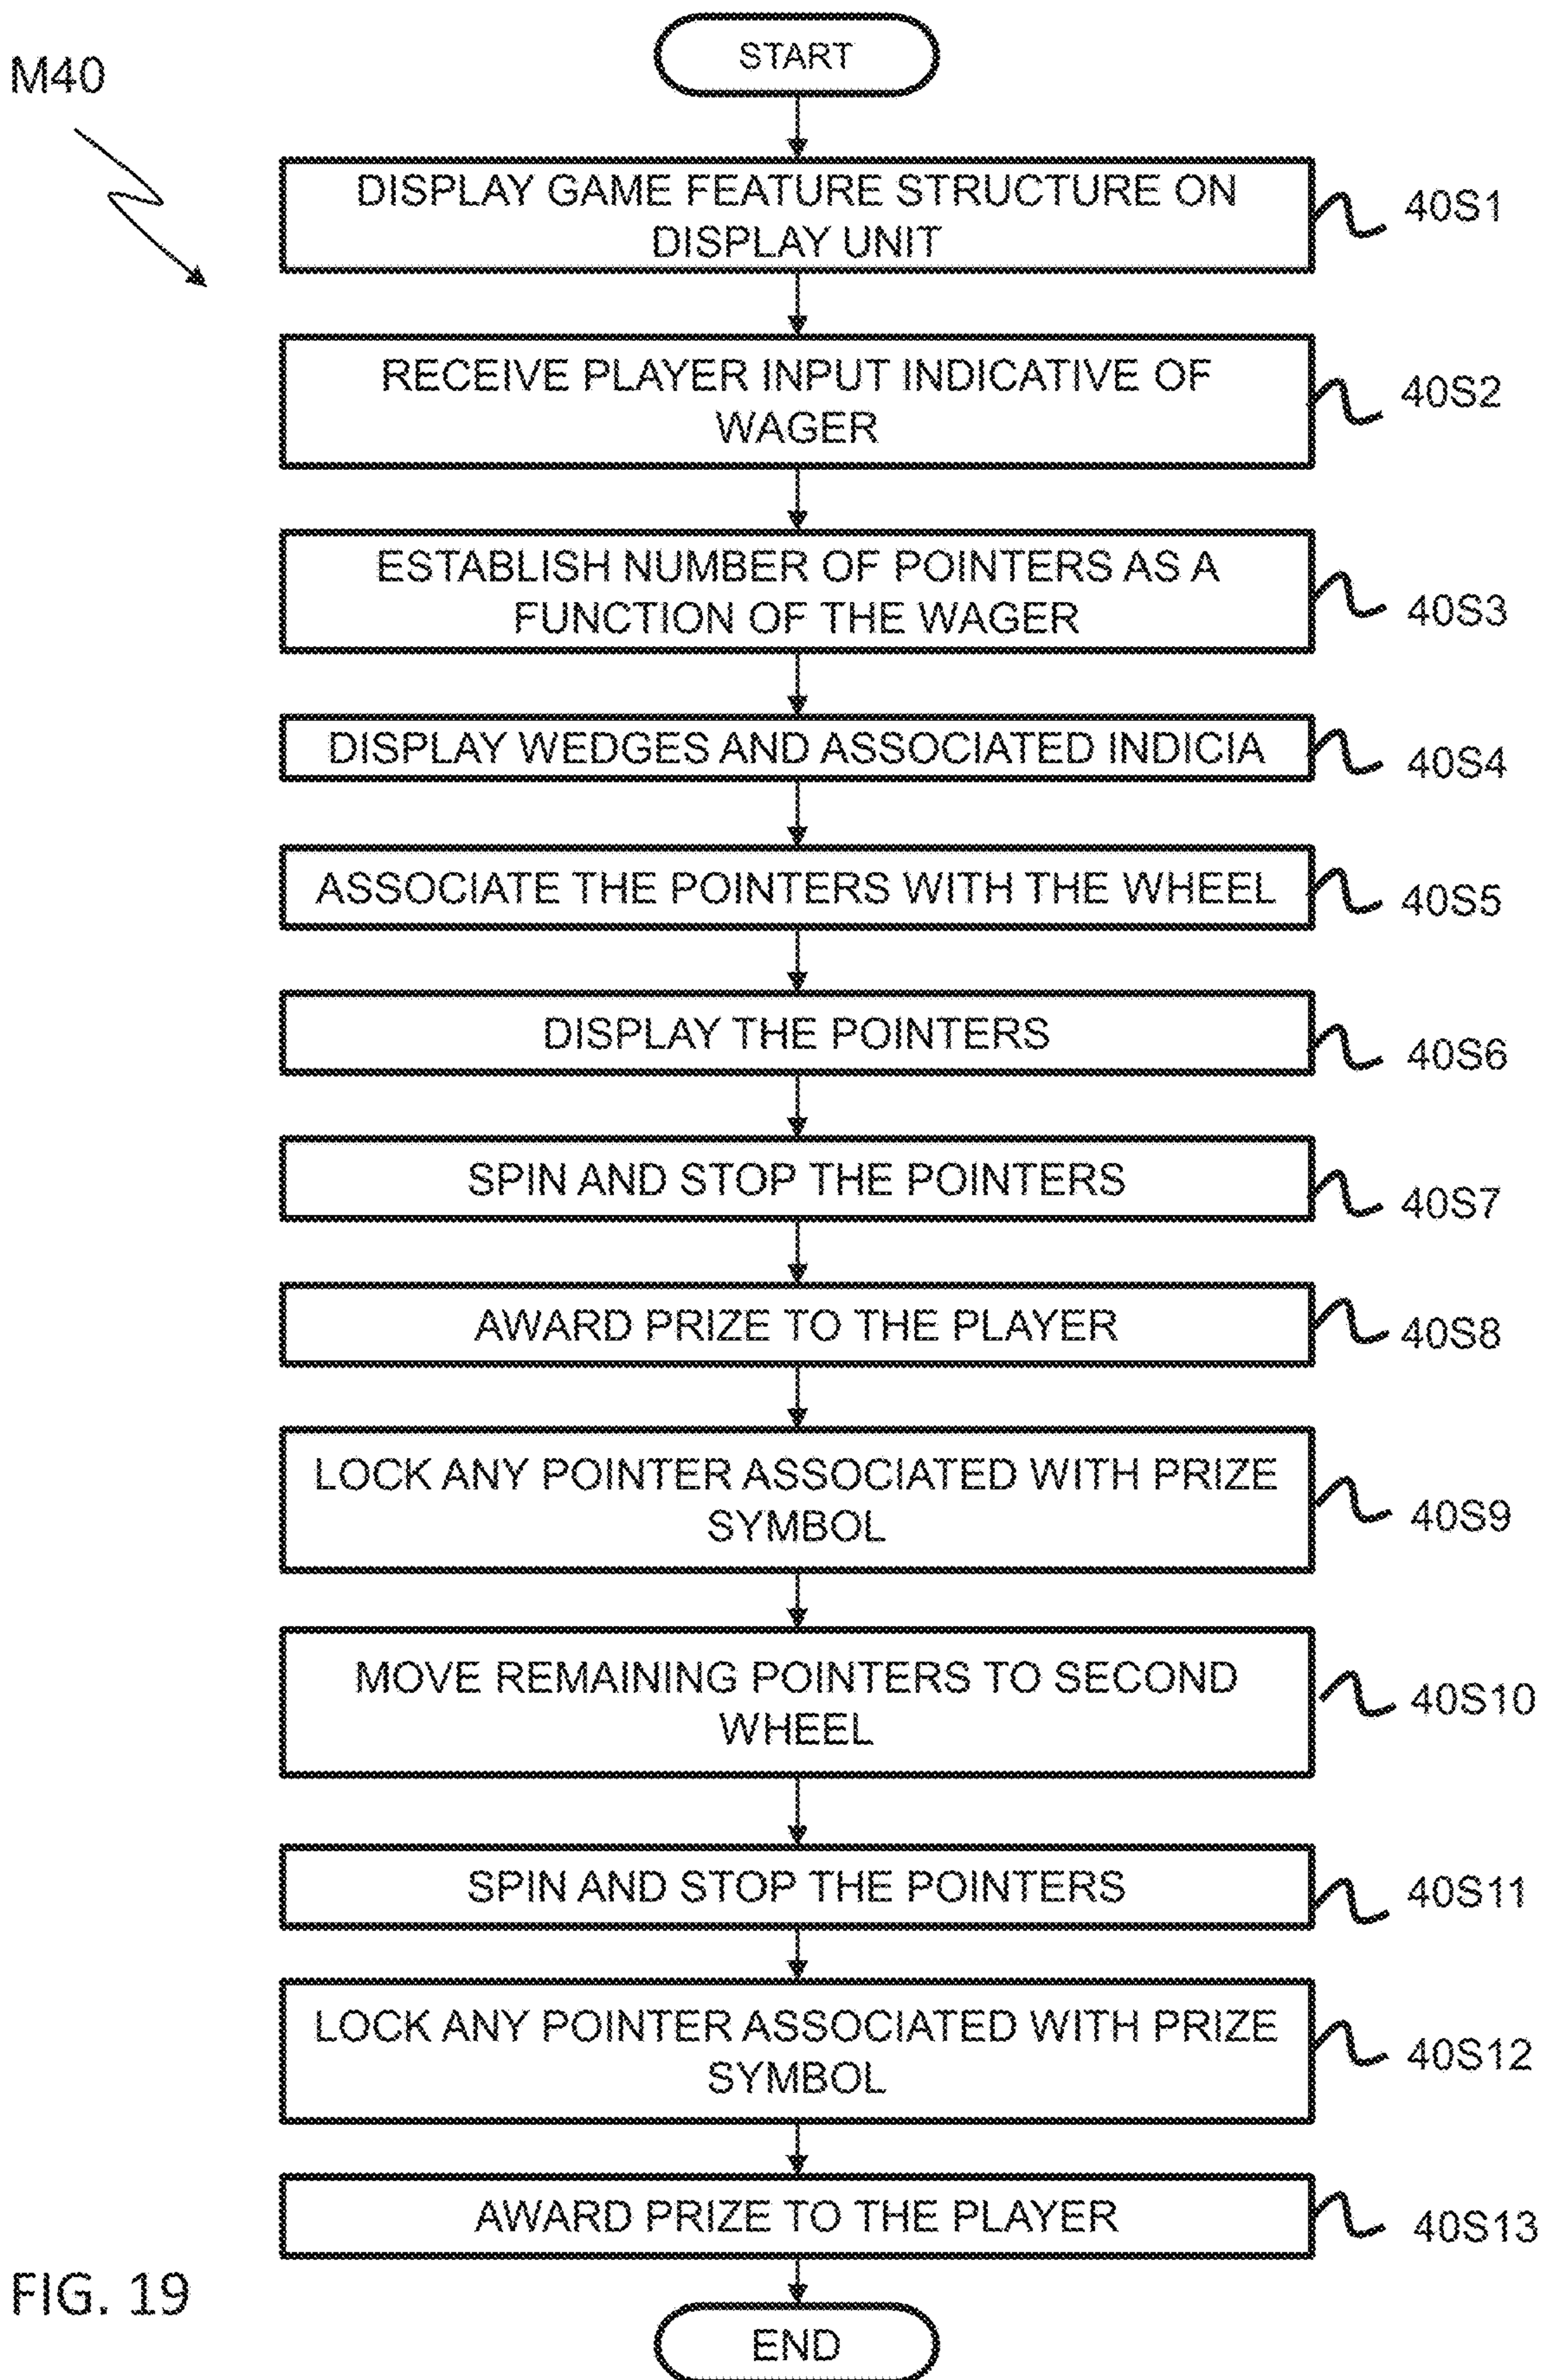 START
M40
DISPLAY GAME FEATURE STRUCTURE ON
DISPLAY UNIT
40S1
RECEIVE PLAYER INPUT INDICATIVE OF
WAGER
40S2
ESTABLISH NUMBER OF POINTERS AS A
FUNCTION OF THE WAGER
40S3
DISPLAY WEDGES AND ASSOCIATED INDICIA
40S4
ASSOCIATE THE POINTERS WITH THE WHEEL
40S5
DISPLAY THE POINTERS
40S6
SPIN AND STOP THE POINTERS
40S7
AWARD PRIZE TO THE PLAYER
40S8
LOCK ANY POINTER ASSOCIATED WITH PRIZE
SYMBOL
40S9
MOVE REMAINING POINTERS TO SECOND
WHEEL
40S10
SPIN AND STOP THE POINTERS
40S11
LOCK ANY POINTER ASSOCIATED WITH PRIZE
SYMBOL
40S12
AWARD PRIZE TO THE PLAYER
40S13
FIG. 19
END